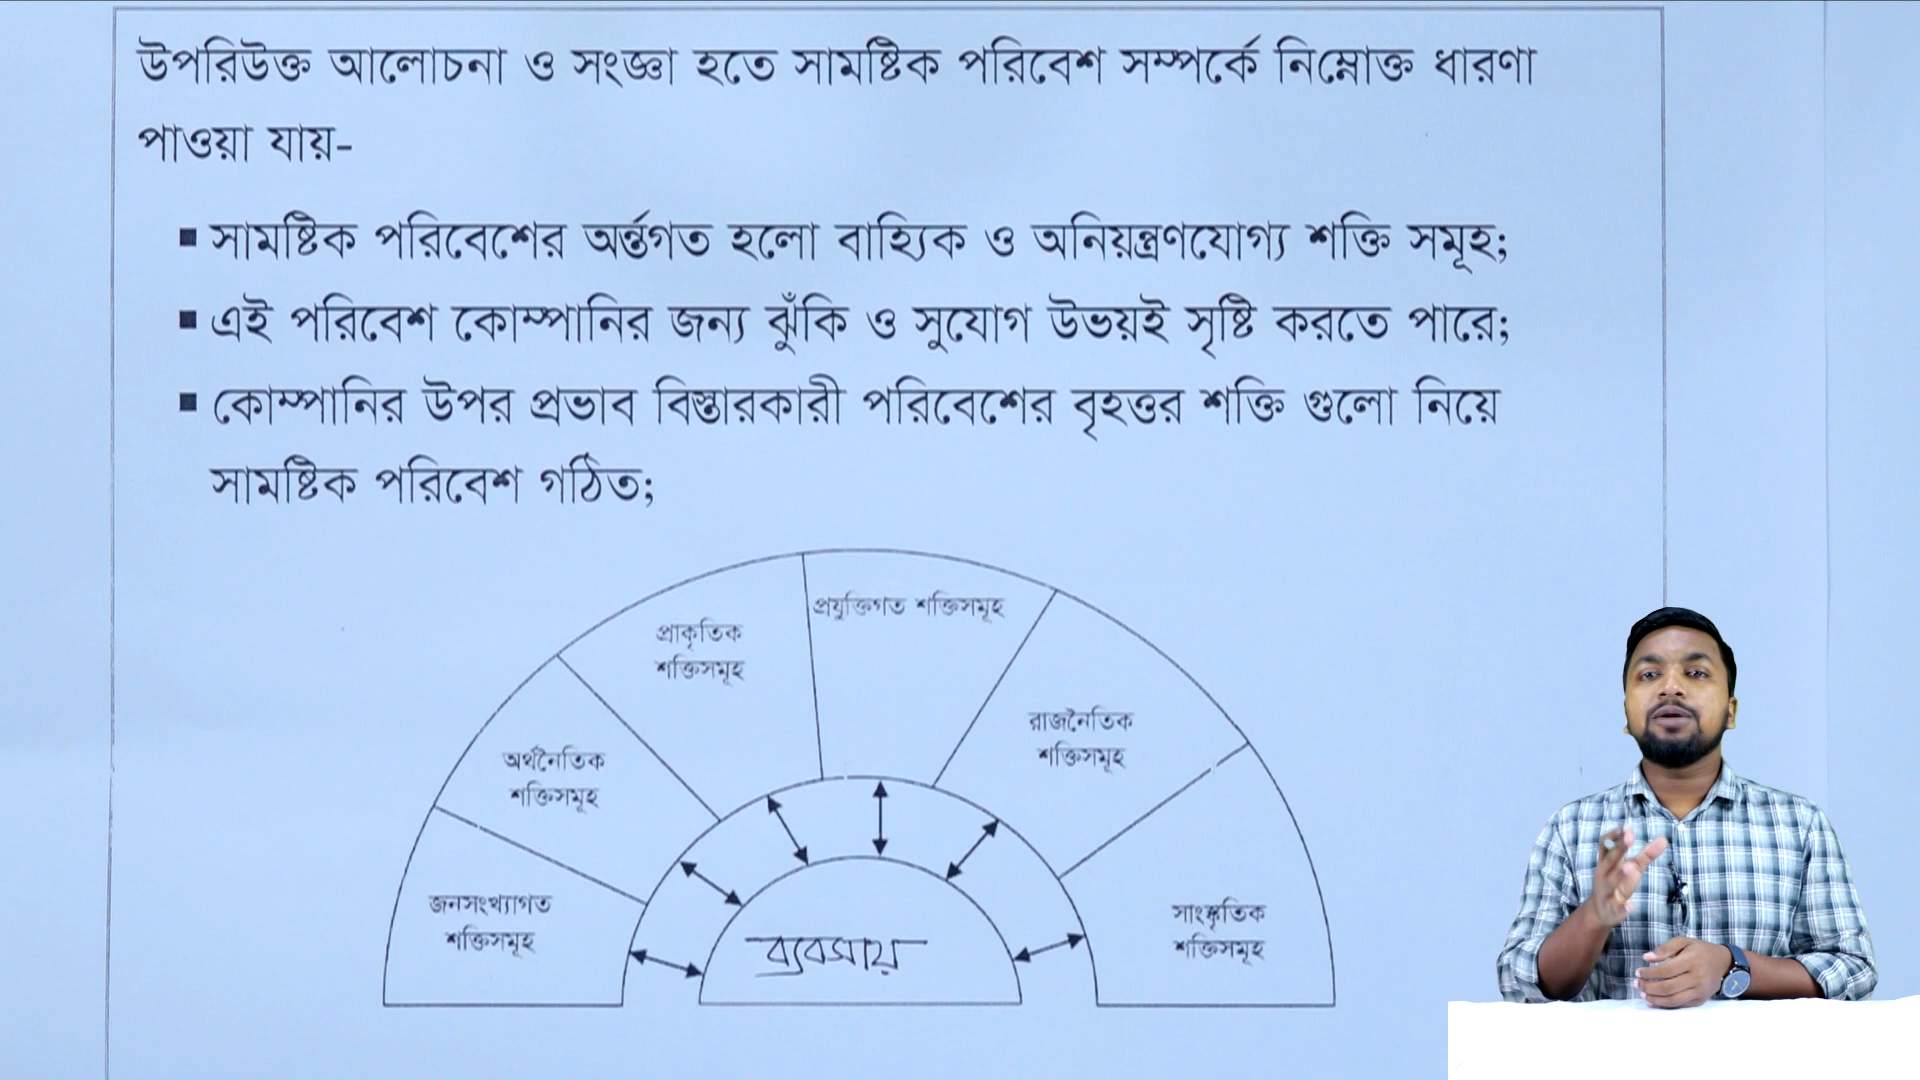 উপরিউক্ত আলোচনা ও সংজ্ঞা হতে সামষ্টিক পরিবেশ সম্পর্কে নিম্নোক্ত ধারণা
পাওয়া যায়-
▪ সামষ্টিক পরিবেশের অর্ন্তগত হলো বাহ্যিক ও অনিয়ন্ত্রণযোগ্য শক্তি সমূহ;
▪ এই পরিবেশ কোম্পানির জন্য ঝুঁকি ও সুযোগ উভয়ই সৃষ্টি করতে পারে;
▪ কোম্পানির উপর প্রভাব বিস্তারকারী পরিবেশের বৃহত্তর শক্তি গুলো নিয়ে
সামষ্টিক পরিবেশ গঠিত;
জনসংখ্যাগত
শক্তিসমূহ
অর্থনৈতিক
শক্তিসমূহ
প্রাকৃতিক
শক্তিসমূহ
প্রযুক্তিগত শক্তিসমূহ
রাজনৈতিক
শক্তিসমূহ
সাংস্কৃতিক
শক্তিসমূহ
ব্যবসায়